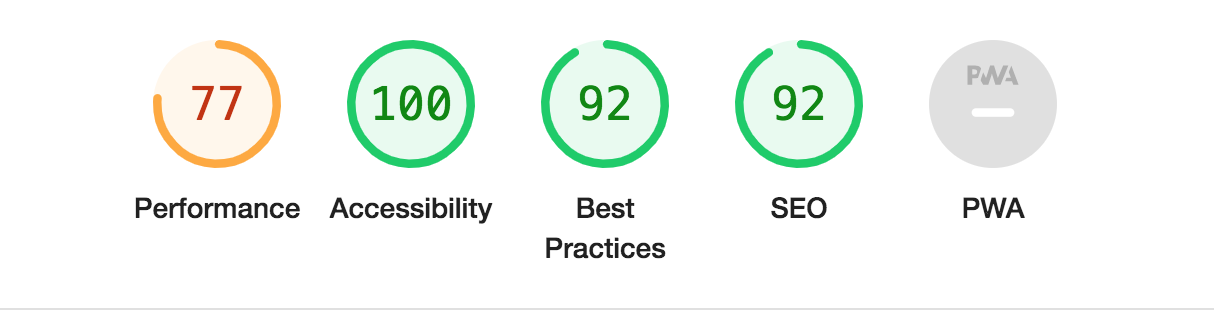 77
100
92
92
PWA
Performance
Accessibility
Best
Practices
SEO
PWA